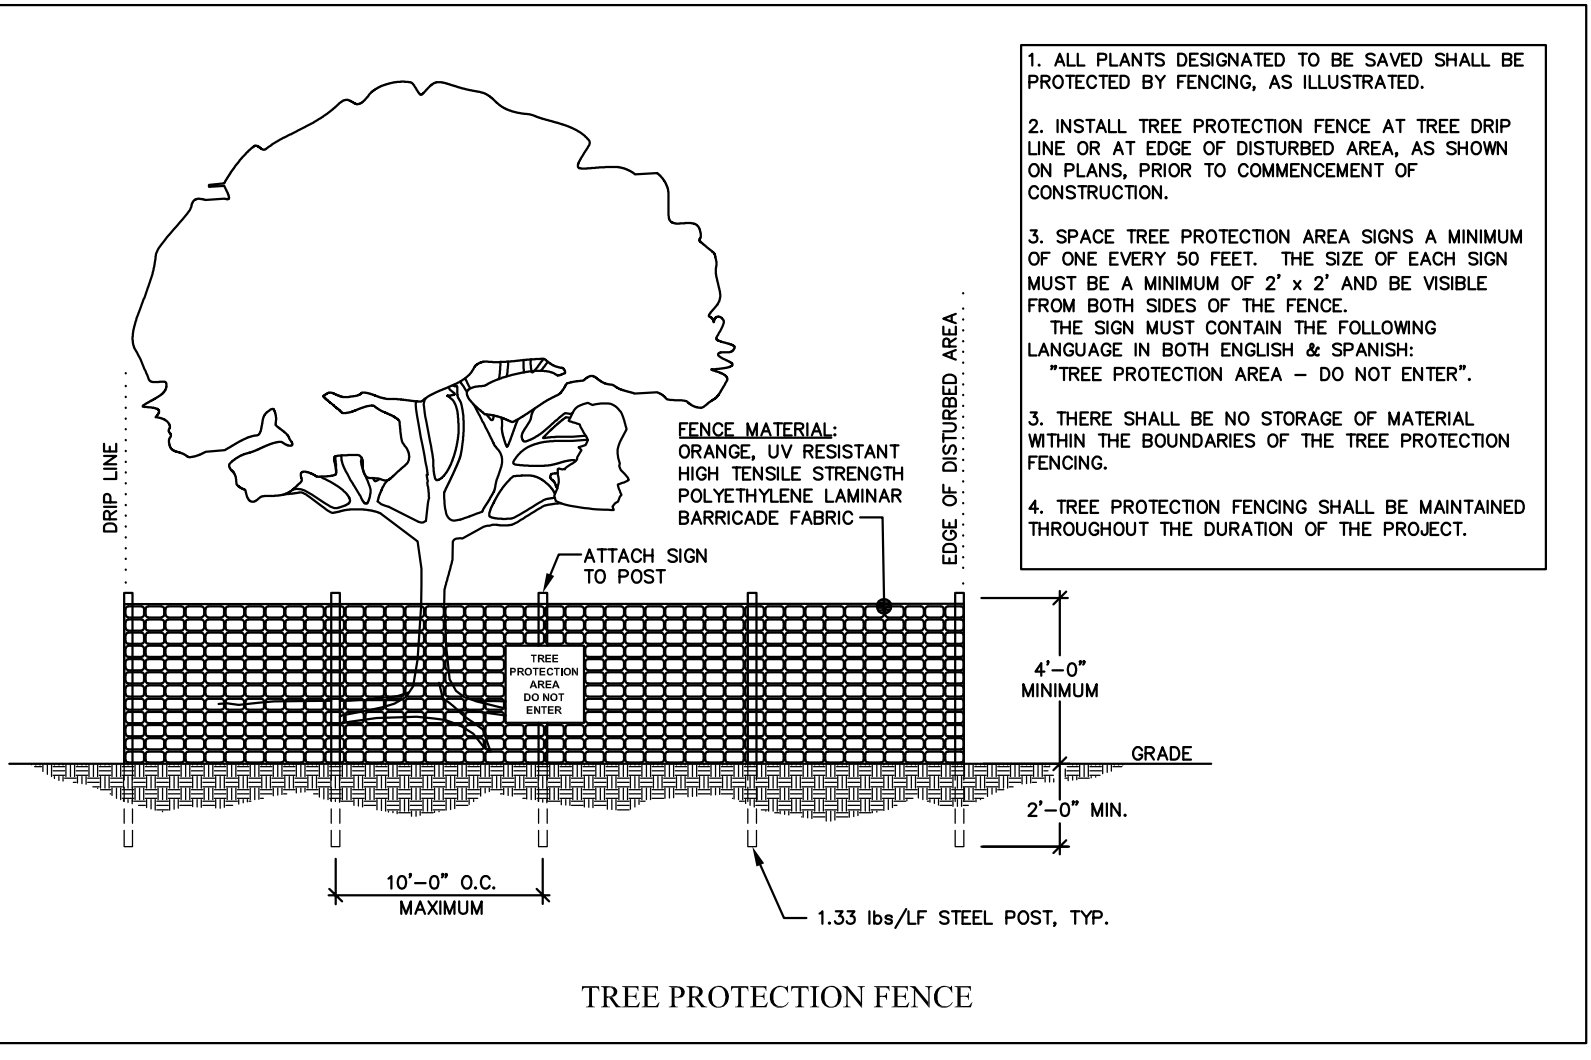 1. ALL PLANTS DESIGNATED TO BE SAVED SHALL BE
PROTECTED BY FENCING, AS ILLUSTRATED.
2. INSTALL TREE PROTECTION FENCE AT TREE DRIP
LINE OR AT EDGE OF DISTURBED AREA, AS SHOWN
ON PLANS, PRIOR TO COMMENCEMENT OF
CONSTRUCTION.
3. SPACE TREE PROTECTION AREA SIGNS A MINIMUM
OF ONE EVERY 50 FEET. THE SIZE OF EACH SIGN
MUST BE A MINIMUM OF 2' x 2' AND BE VISIBLE
FROM BOTH SIDES OF THE FENCE.
THE SIGN MUST CONTAIN THE FOLLOWING
LANGUAGE IN BOTH ENGLISH & SPANISH:
"TREE PROTECTION AREA – DO NOT ENTER".
3. THERE SHALL BE NO STORAGE OF MATERIAL
WITHIN THE BOUNDARIES OF THE TREE PROTECTION
FENCING.
4. TREE PROTECTION FENCING SHALL BE MAINTAINED
THROUGHOUT THE DURATION OF THE PROJECT.
DRIP LINE
FENCE MATERIAL:
ORANGE, UV RESISTANT
HIGH TENSILE STRENGTH
POLYETHYLENE LAMINAR
BARRICADE FABRIC
EDGE OF DISTURBED AREA
ATTACH SIGN
TO POST
TREE
PROTECTION
AREA
DO NOT
ENTER
4'-0"
MINIMUM
GRADE
2'-0" MIN.
10'-0" O.C.
MAXIMUM
1.33 lbs/LF STEEL POST, TYP.
TREE PROTECTION FENCE